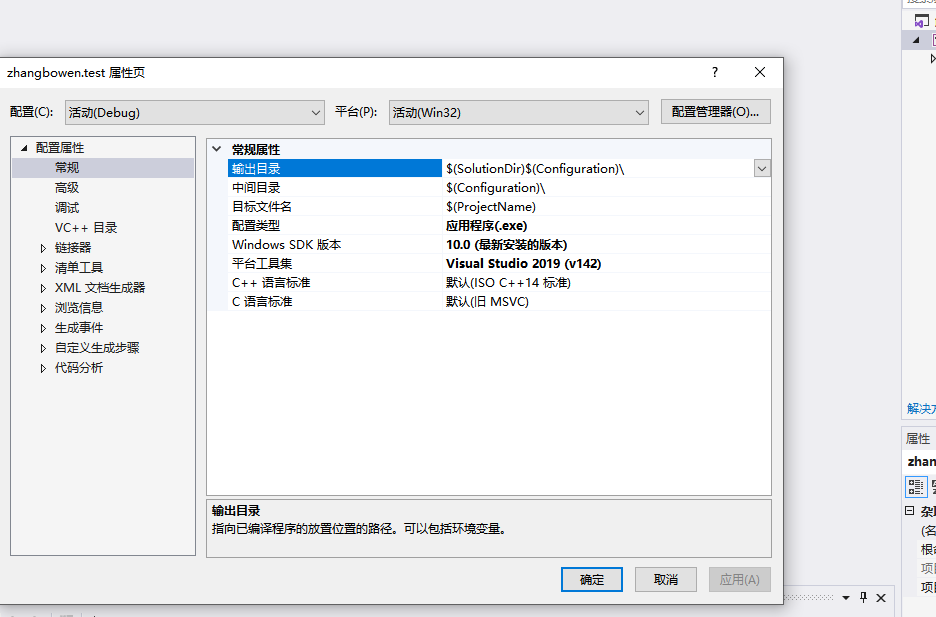 zhangbowen.test 属性页
?
配置(C): 活动(Debug) 平台(P): 活动(Win32) 配置管理器(O)...
配置属性
常规
高级
调试
VC++ 目录
链接器
清单工具
XML 文档生成器
浏览信息
生成事件
自定义生成步骤
代码分析
常规属性
输出目录 $(SolutionDir)$(Configuration)\
中间目录 $(Configuration)\
目标文件名 $(ProjectName)
配置类型 应用程序(.exe)
Windows SDK 版本 10.0 (最新安装的版本)
平台工具集 Visual Studio 2019 (v142)
C++ 语言标准 默认(ISO C++14 标准)
C 语言标准 默认(旧 MSVC)
输出目录
指向已编译程序的放置位置的路径。可以包括环境变量。
确定 取消 应用(A)
解决方
属性
zhan
杂项
(名
根命
项目
项目